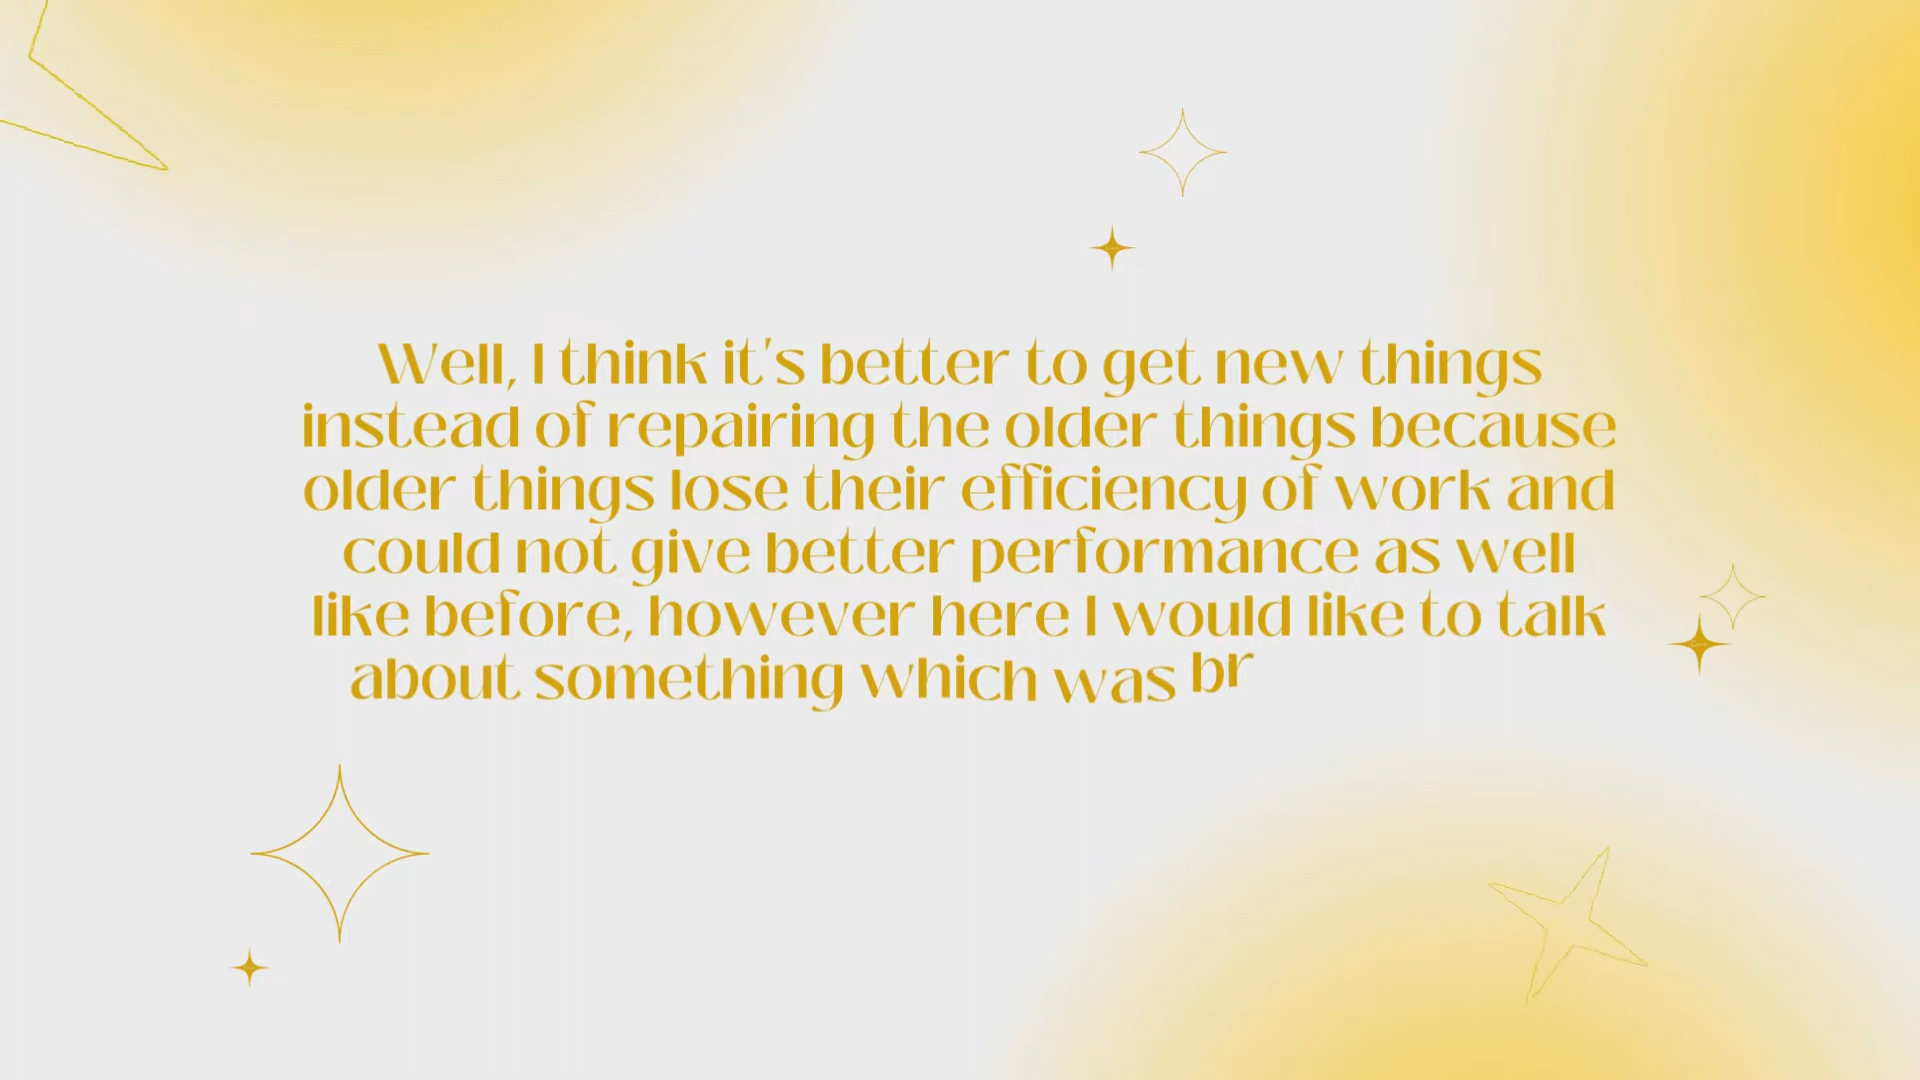 Well, I think it's better to get new things
instead of repairing the older things because
older things lose their efficiency of work and
could not give better performance as well
like before, however here I would like to talk
about something which was br